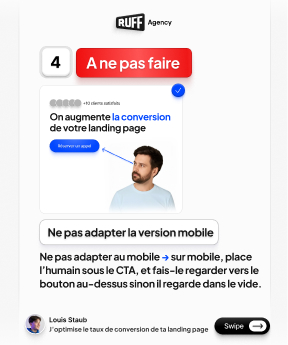 RUFF Agency
4 A ne pas faire
+10 clients satisfaits
On augmente la conversion
de votre landing page
Réserver un appel
Ne pas adapter la version mobile
Ne pas adapter au mobile → sur mobile, place
l'humain sous le CTA, et fais-le regarder vers le
bouton au-dessus sinon il regarde dans le vide.
Louis Staub
J'optimise le taux de conversion de ta landing page
Swipe →